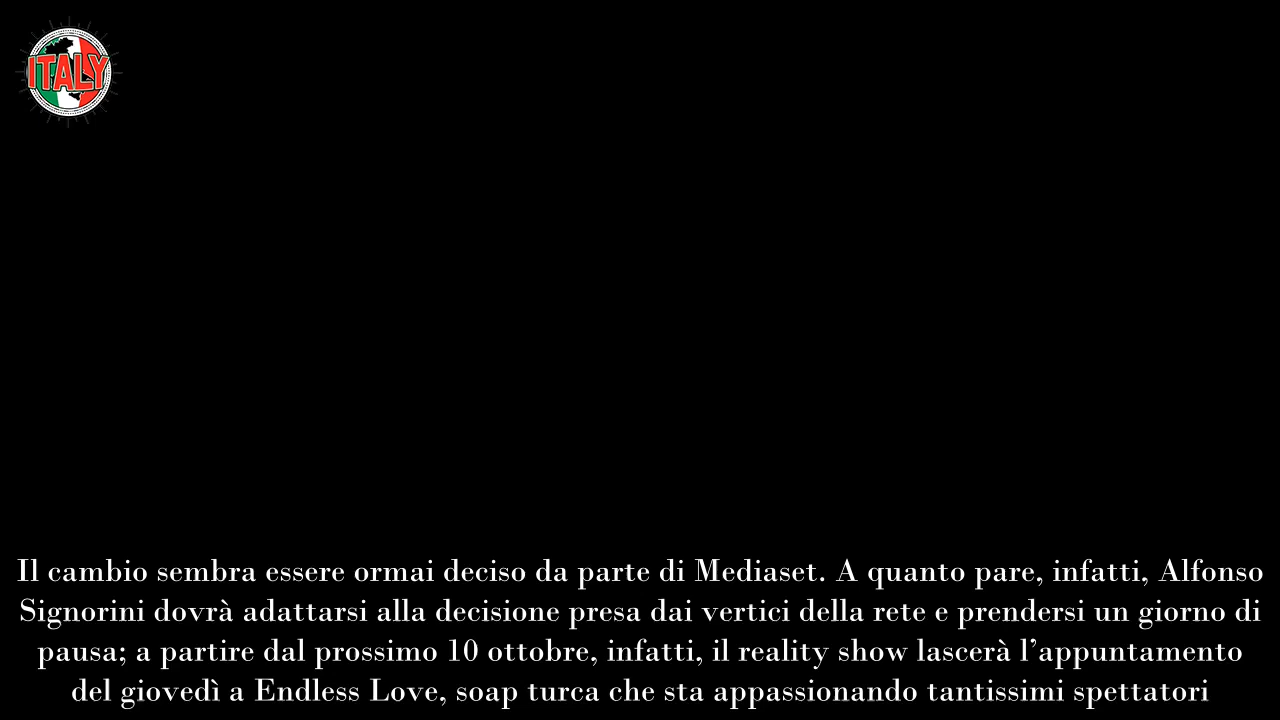 ITALY
Il cambio sembra essere ormai deciso da parte di Mediaset. A quanto pare, infatti, Alfonso
Signorini dovrà adattarsi alla decisione presa dai vertici della rete e prendersi un giorno di
pausa; a partire dal prossimo 10 ottobre, infatti, il reality show lascerà l’appuntamento
del giovedì a Endless Love, soap turca che sta appassionando tantissimi spettatori